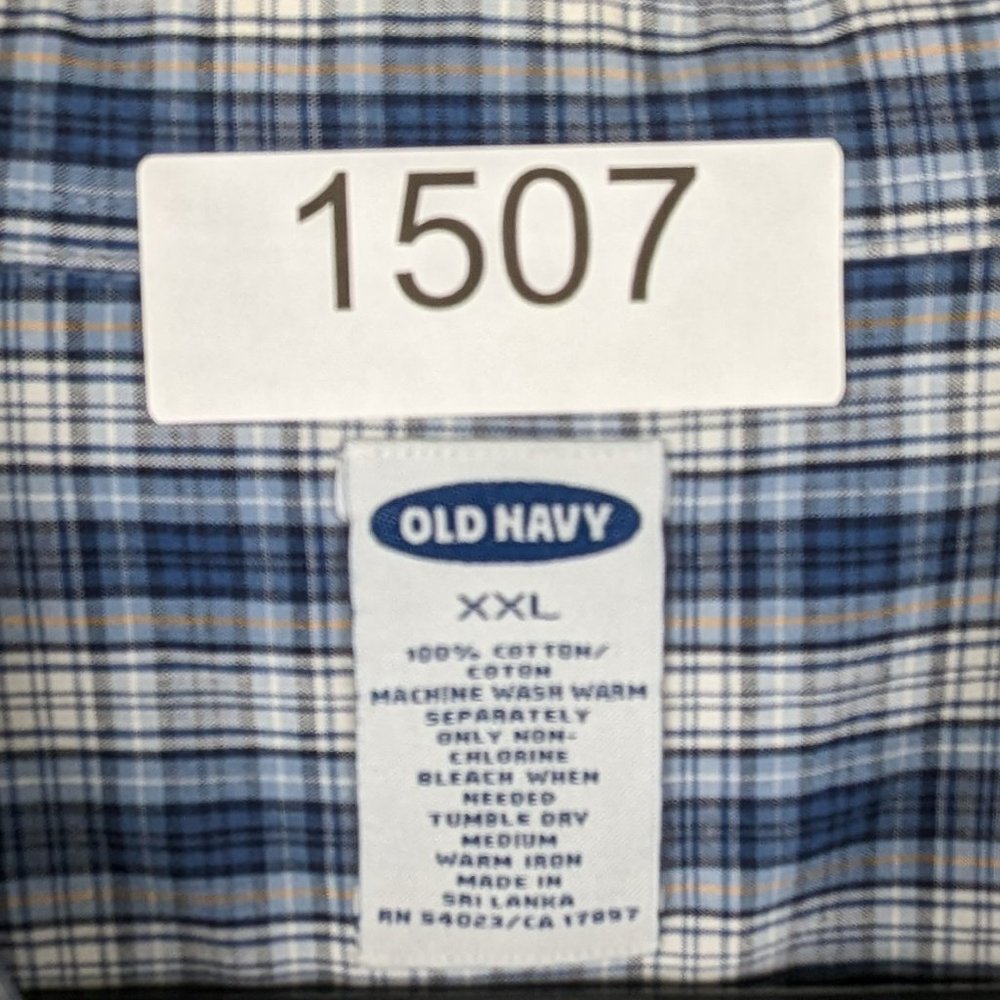 1507
OLD NAVY
XXL
100% COTTON/
COTON
MACHINE WASH WARM
SEPARATELY
ONLY NON-
CHLORINE
BLEACH WHEN
NEEDED
TUMBLE DRY
MEDIUM
WARM IRON
MADE IN
SRI LANKA
RN 54023/CA 17897